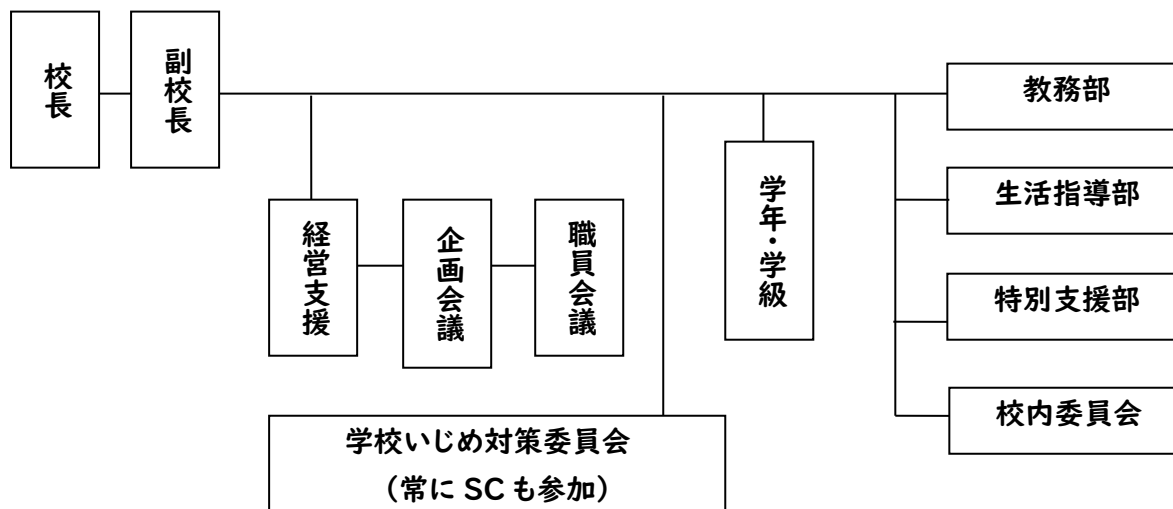 校長
副校長
教務部
生活指導部
特別支援部
校内委員会
学年・学級
経営支援
企画会議
職員会議
学校いじめ対策委員会
(常に SC も参加)